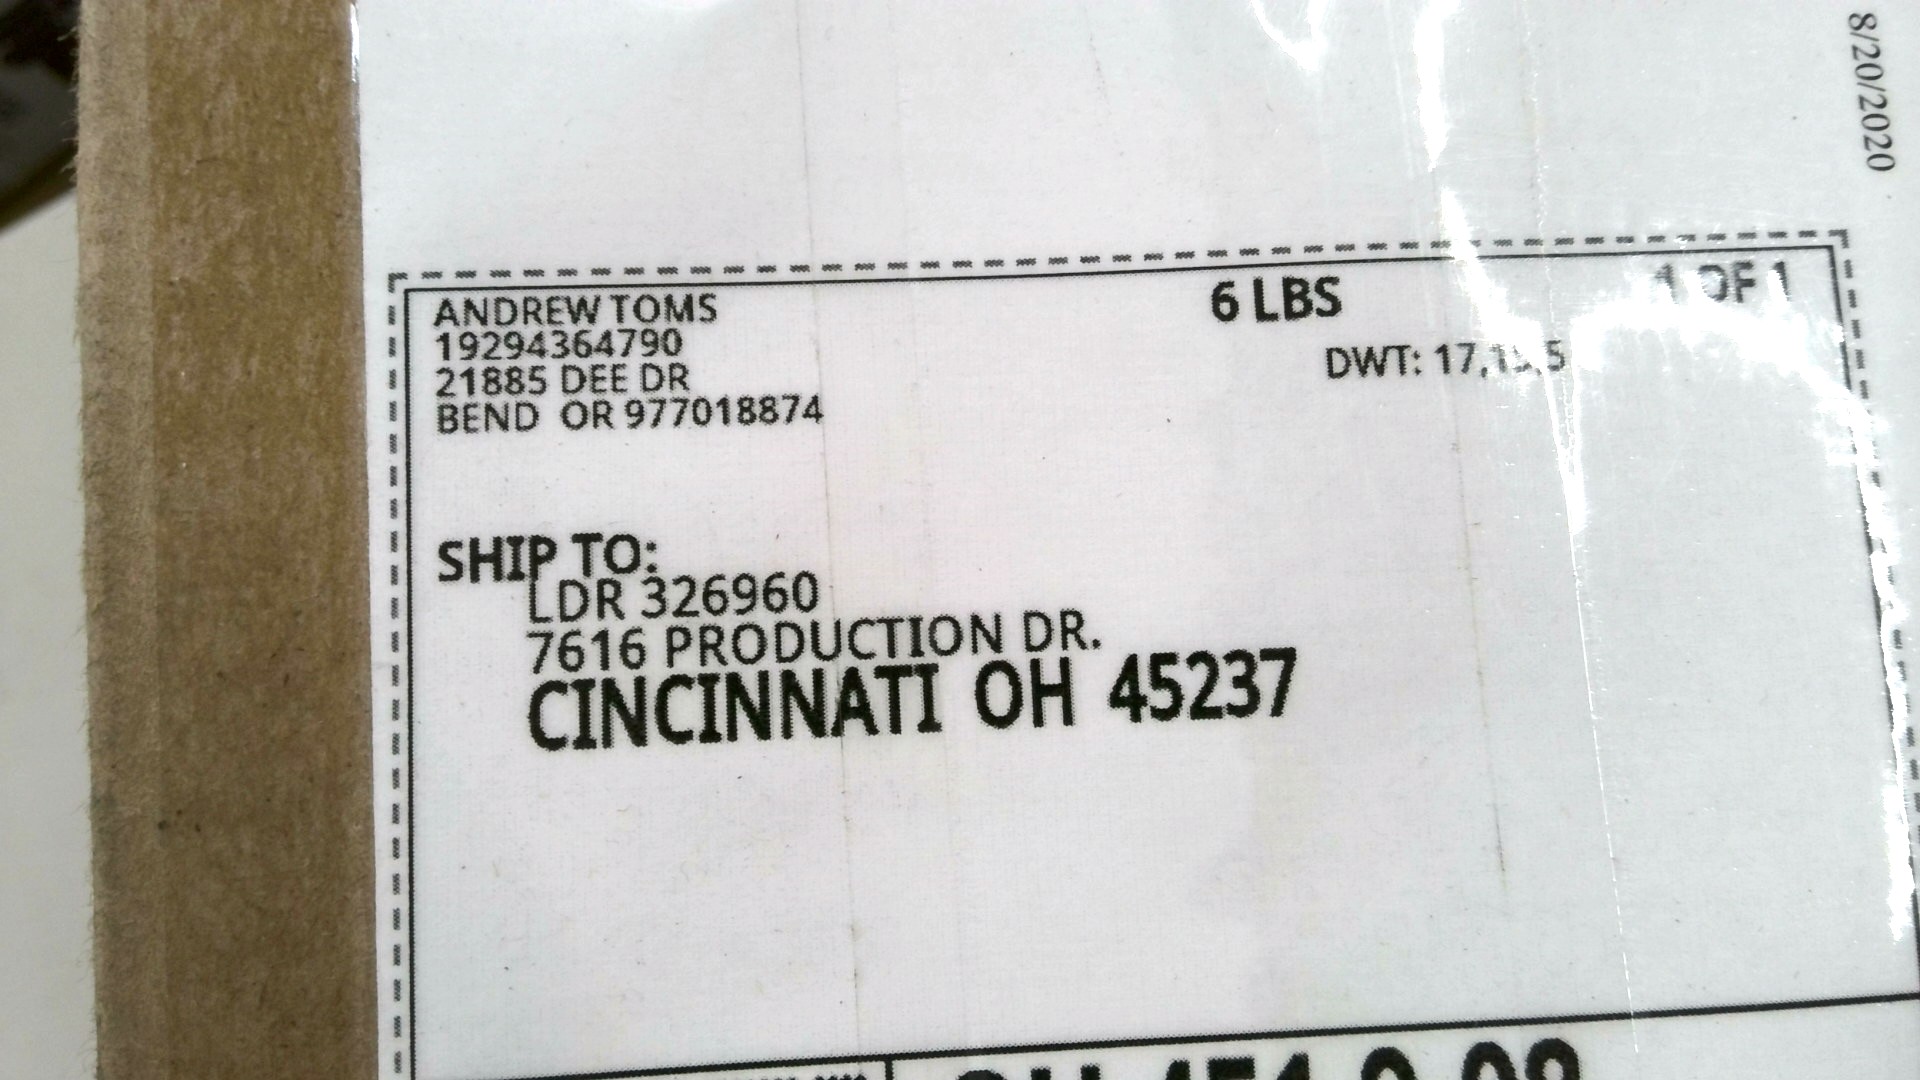 8/20/2020
ANDREW TOMS
19294364790
21885 DEE DR
BEND OR 977018874
6 LBS
1 OF 1
DWT:
SHIP TO:
LDR 326960
7616 PRODUCTION DR.
CINCINNATI OH 45237